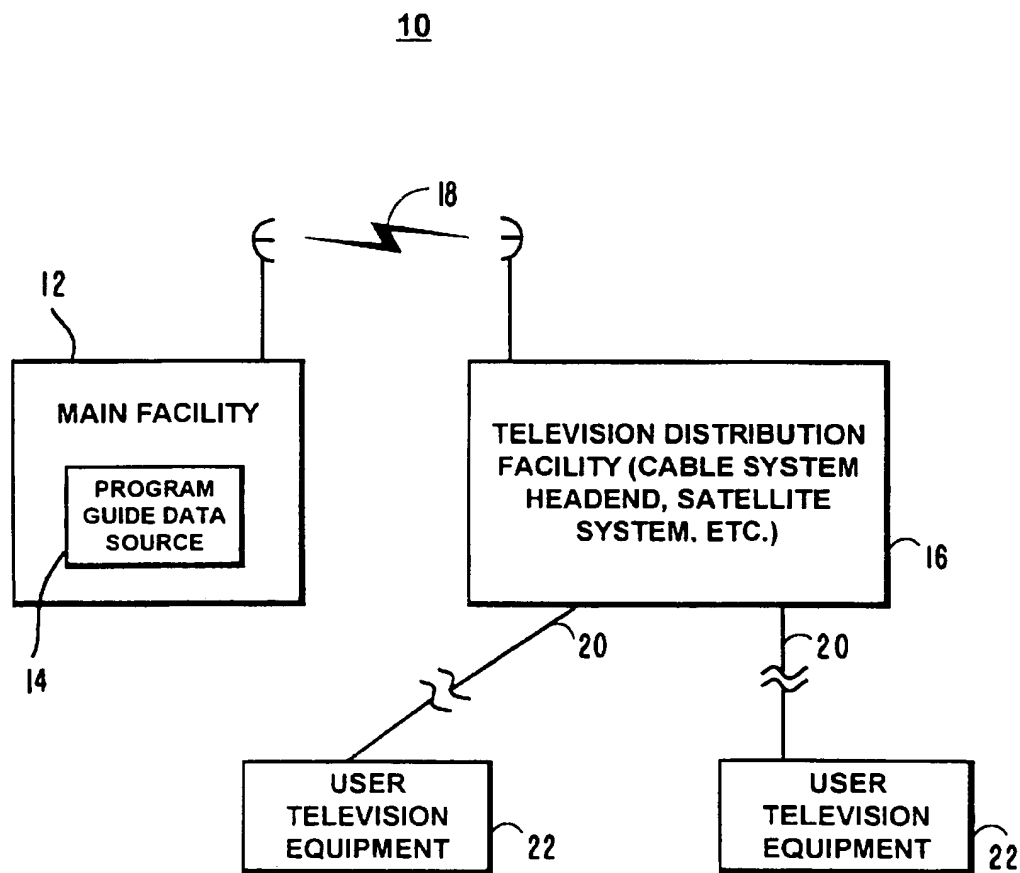 10
18
12
MAIN FACILITY
PROGRAM
GUIDE DATA
SOURCE
14
TELEVISION DISTRIBUTION
FACILITY (CABLE SYSTEM
HEADEND, SATELLITE
SYSTEM. ETC.)
16
20
20
USER
TELEVISION
EQUIPMENT
22
USER
TELEVISION
EQUIPMENT
22